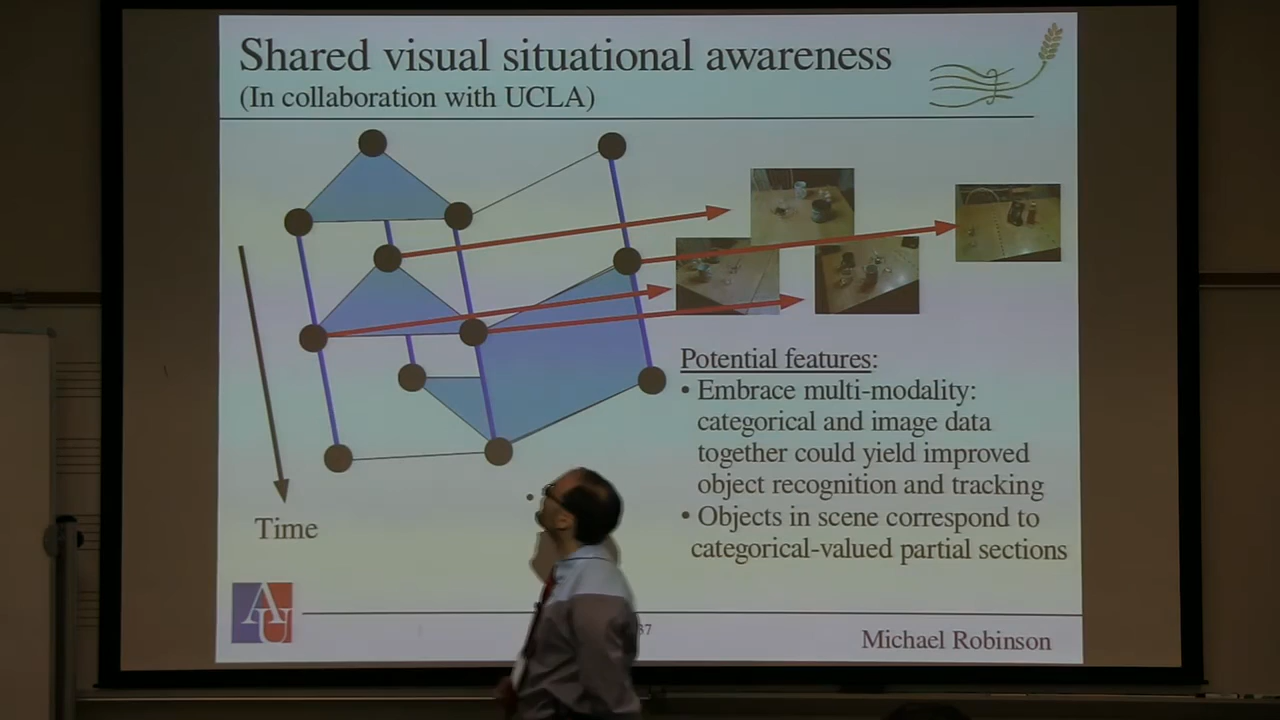 Shared visual situational awareness
(In collaboration with UCLA)
Potential features:
• Embrace multi-modality:
categorical and image data
together could yield improved
object recognition and tracking
• Objects in scene correspond to
categorical-valued partial sections
Time
AU
37
Michael Robinson